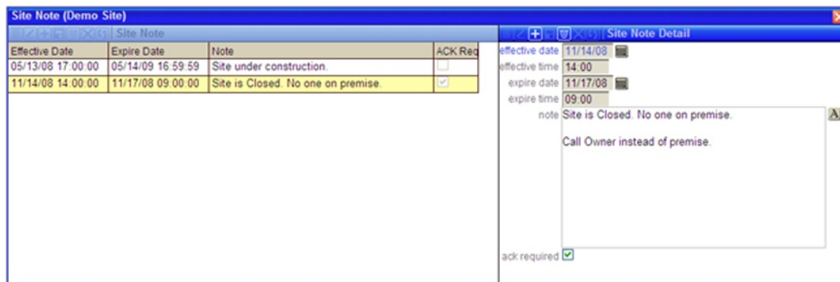 Site Note (Demo Site)
Site Note
Effective Date Expire Date Note ACK Req
05/13/08 17:00:00 05/14/09 16:59:59 Site under construction.
11/14/08 14:00:00 11/17/08 09:00:00 Site is Closed. No one on premise.
Site Note Detail
effective date 11/14/08
effective time 14:00
expire date 11/17/08
expire time 09:00
note Site is Closed. No one on premise.
Call Owner instead of premise.
A
ack required